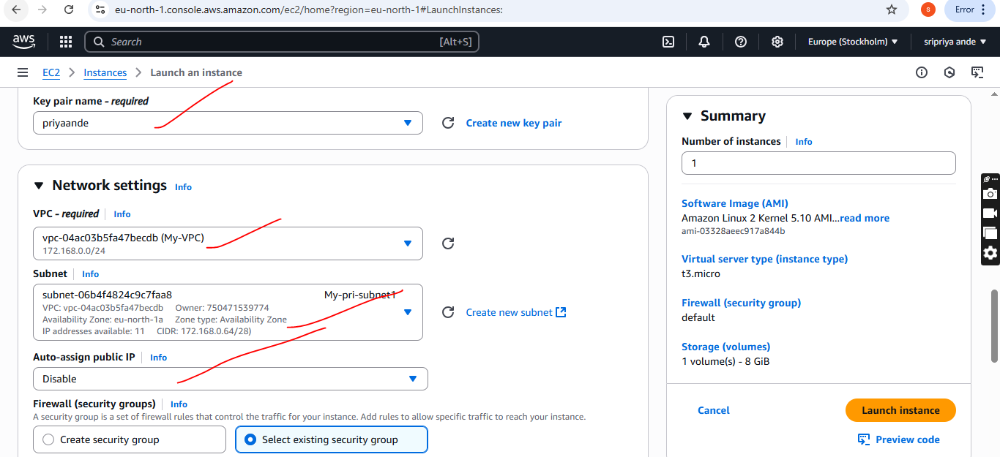 eu-north-1.console.aws.amazon.com/ec2/home?region=eu-north-1#LaunchInstances:
s
Error
aws
Search
[Alt+S]
Europe (Stockholm)
sripriya ande
EC2
Instances
Launch an instance
Key pair name - required
priyaande
Create new key pair
Network settings Info
VPC - required Info
vpc-04ac03b5fa47becdb (My-VPC)
172.168.0.0/24
Subnet Info
subnet-06b4f4824c9c7faa8 My-pri-subnet1
VPC: vpc-04ac03b5fa47becdb Owner: 750471539774
Availability Zone: eu-north-1a Zone type: Availability Zone
IP addresses available: 11 CIDR: 172.168.0.64/28)
Create new subnet
Auto-assign public IP Info
Disable
Firewall (security groups) Info
A security group is a set of firewall rules that control the traffic for your instance. Add rules to allow specific traffic to reach your instance.
Create security group
Select existing security group
Summary
Number of instances Info
1
Software Image (AMI)
Amazon Linux 2 Kernel 5.10 AMI...read more
ami-03328aeec917a844b
Virtual server type (instance type)
t3.micro
Firewall (security group)
default
Storage (volumes)
1 volume(s) - 8 GiB
Cancel
Launch instance
Preview code